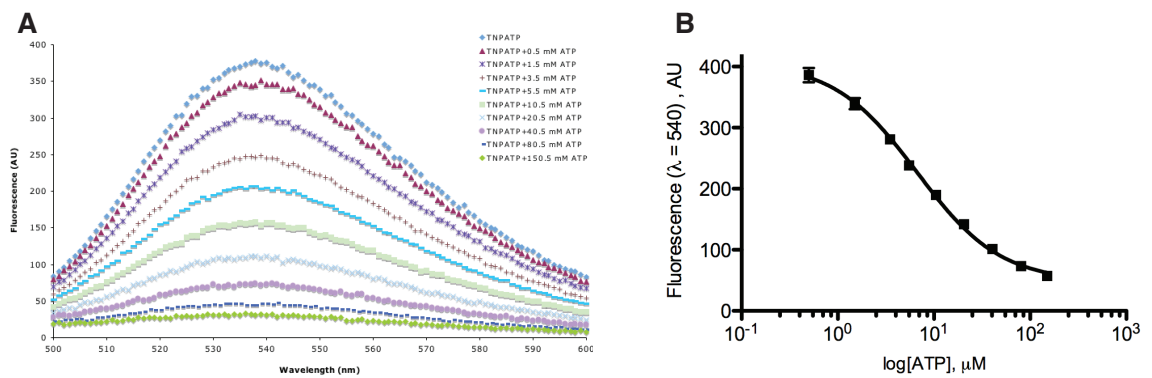 A
Fluorescence (AU)
400
350
300
250
200
150
100
50
0
500 510 520 530 540 550 560 570 580 590 600
Wavelength (nm)
TNPATP
TNPATP+0.5 mM ATP
TNPATP+1.5 mM ATP
TNPATP+3.5 mM ATP
TNPATP+5.5 mM ATP
TNPATP+10.5 mM ATP
TNPATP+20.5 mM ATP
TNPATP+40.5 mM ATP
TNPATP+80.5 mM ATP
TNPATP+150.5 mM ATP
B
Fluorescence (λ = 540) , AU
400
300
200
100
0
10-1 100 101 102 103
log[ATP], μM